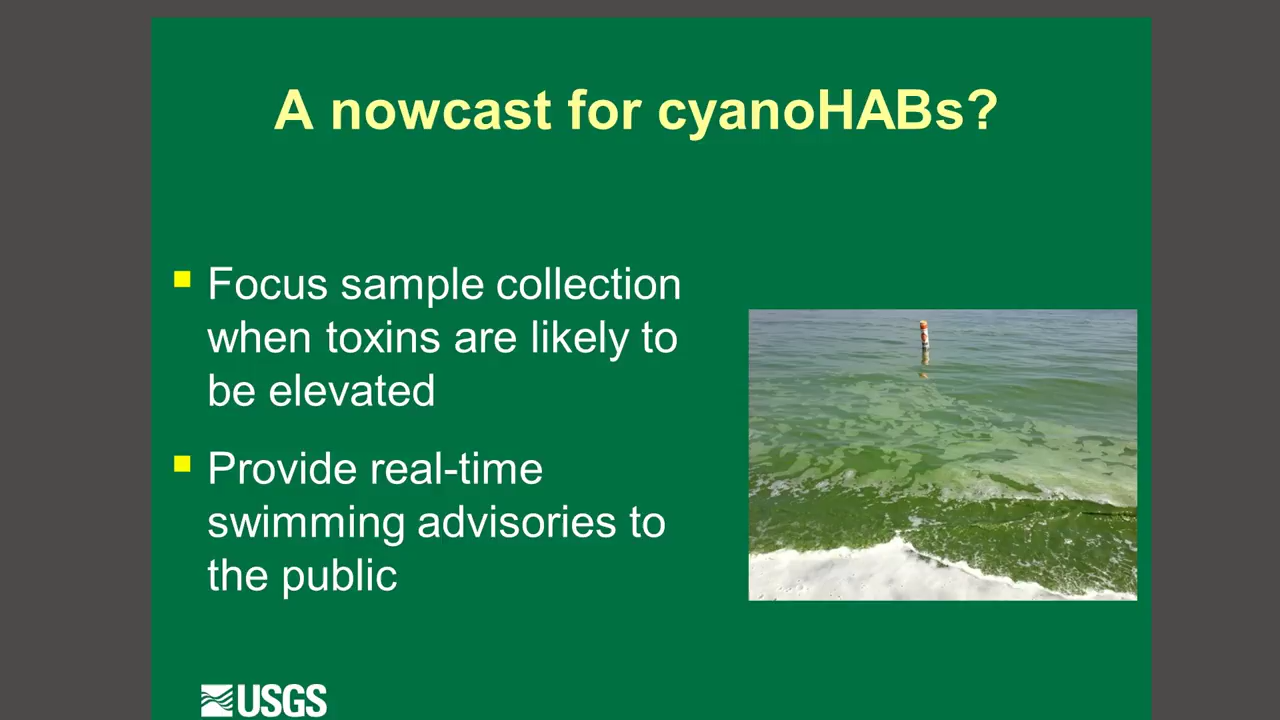 A nowcast for cyanoHABs?
Focus sample collection
when toxins are likely to
be elevated
Provide real-time
swimming advisories to
the public
USGS